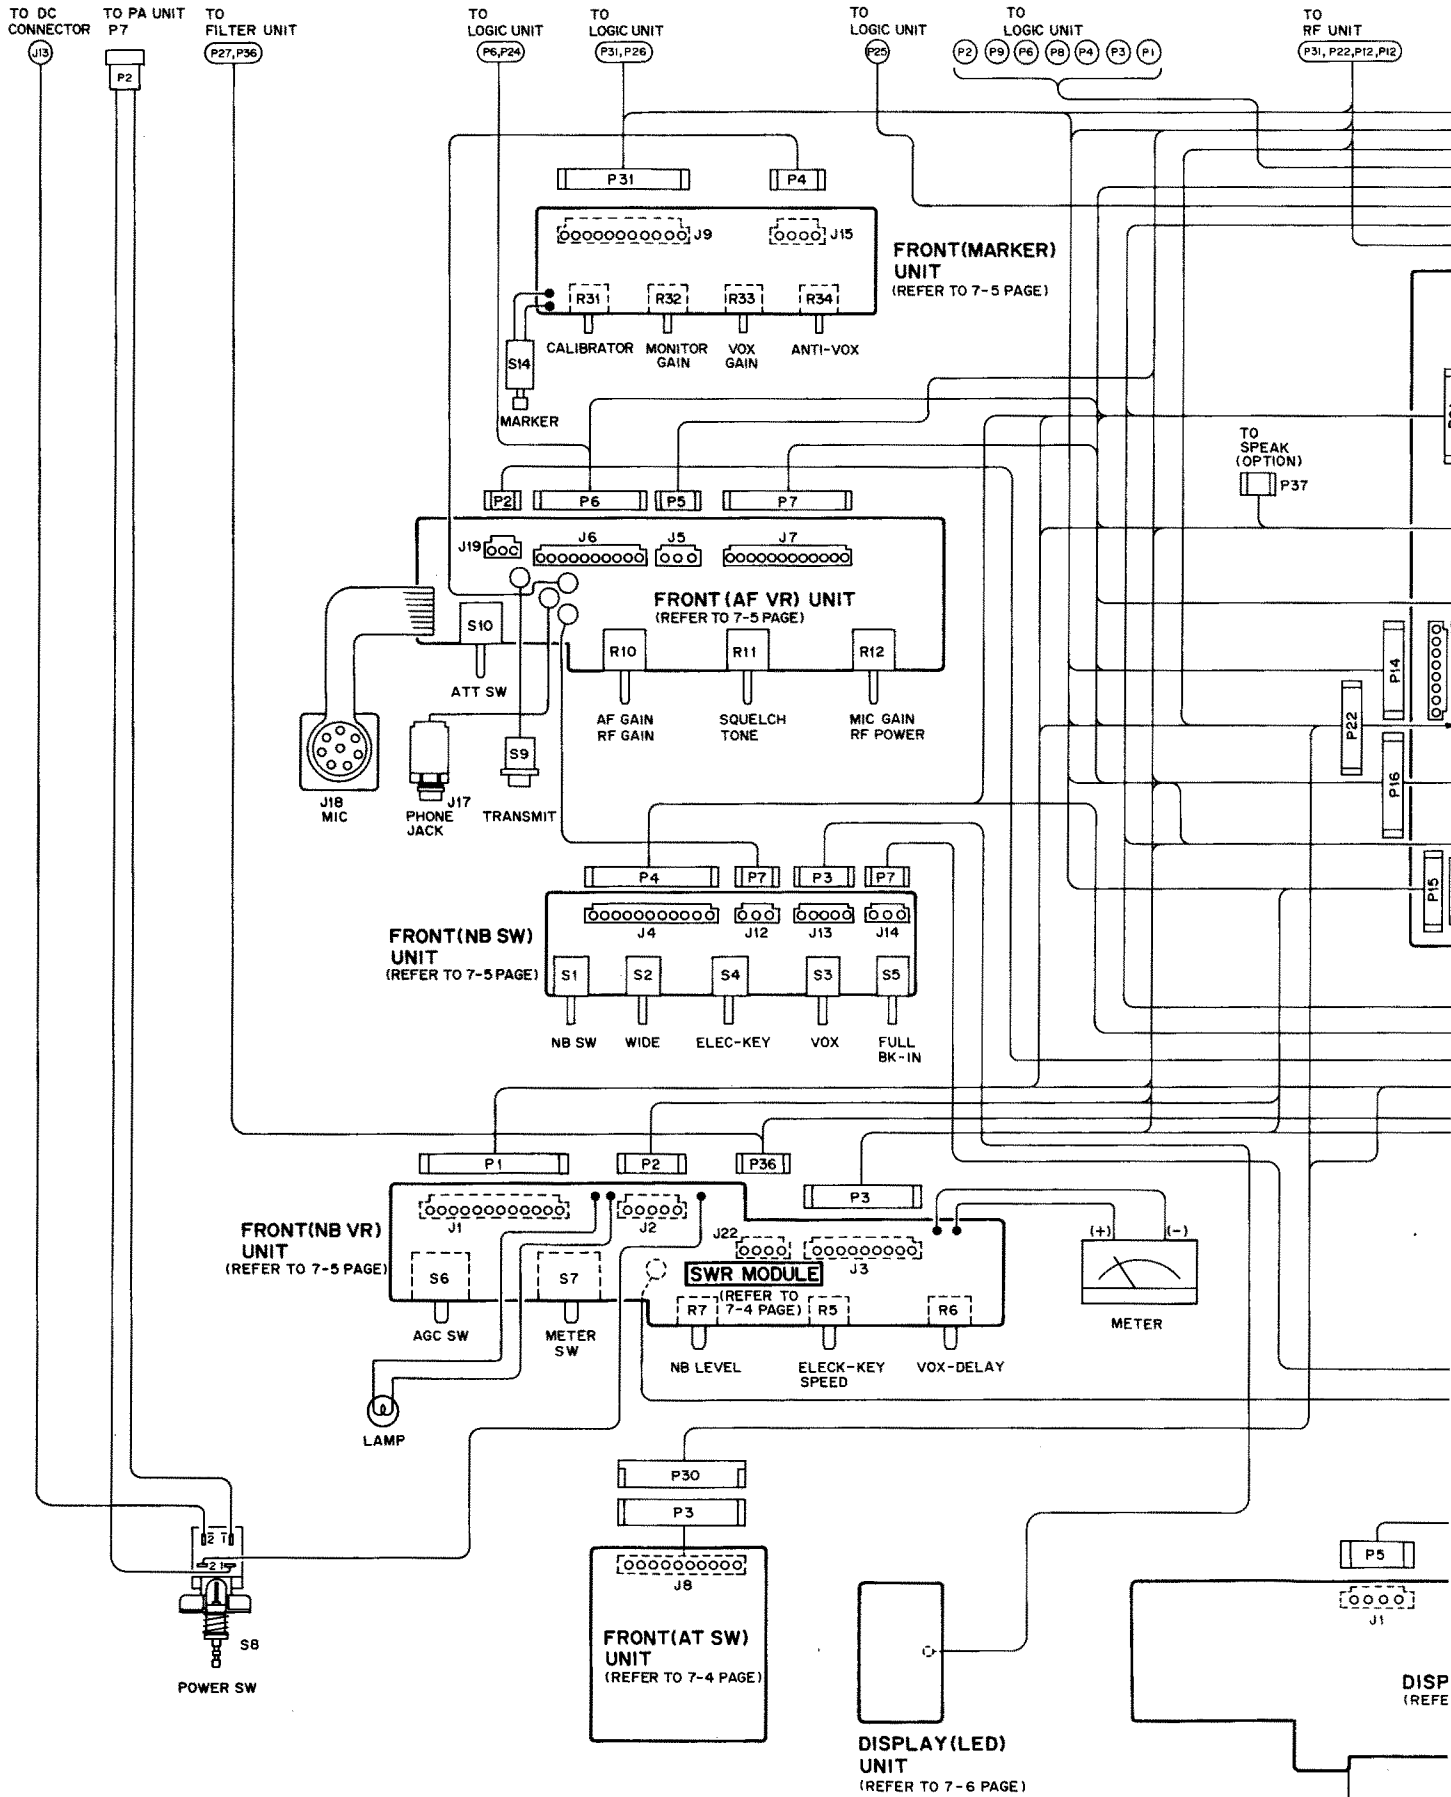 TO DC
CONNECTOR
J13
TO PA UNIT
P7
P2
TO
FILTER UNIT
P27,P36
TO
LOGIC UNIT
P6,P24
TO
LOGIC UNIT
P31,P26
TO
LOGIC UNIT
P25
TO
LOGIC UNIT
P2 P9 P6 P8 P4 P3 P1
TO
RF UNIT
P31, P22,P12,P12
P31
P4
J9
J15
FRONT(MARKER)
UNIT
(REFER TO 7-5 PAGE)
R31
R32
R33
R34
CALIBRATOR
MONITOR
GAIN
VOX
GAIN
ANTI-VOX
S14
MARKER
TO
SPEAK
(OPTION)
P37
P2
P6
P5
P7
J19
J6
J5
J7
FRONT (AF VR) UNIT
(REFER TO 7-5 PAGE)
S10
R10
R11
R12
ATT SW
AF GAIN
RF GAIN
SQUELCH
TONE
MIC GAIN
RF POWER
P14
P22
P16
P15
S9
J18
MIC
J17
PHONE
JACK
TRANSMIT
P4
P7
P3
P7
J4
J12
J13
J14
FRONT(NB SW)
UNIT
(REFER TO 7-5 PAGE)
S1
S2
S4
S3
S5
NB SW
WIDE
ELEC-KEY
VOX
FULL
BK-IN
P1
P2
P36
P3
J1
J2
J22
J3
FRONT(NB VR)
UNIT
(REFER TO 7-5 PAGE)
S6
S7
SWR MODULE
(REFER TO
7-4 PAGE)
R7
R5
R6
(+)
(-)
METER
AGC SW
METER
SW
NB LEVEL
ELECK-KEY
SPEED
VOX-DELAY
LAMP
P30
P3
J8
FRONT(AT SW)
UNIT
(REFER TO 7-4 PAGE)
2 1
2 1
S8
POWER SW
DISPLAY(LED)
UNIT
(REFER TO 7-6 PAGE)
P5
J1
DISP
(REFE